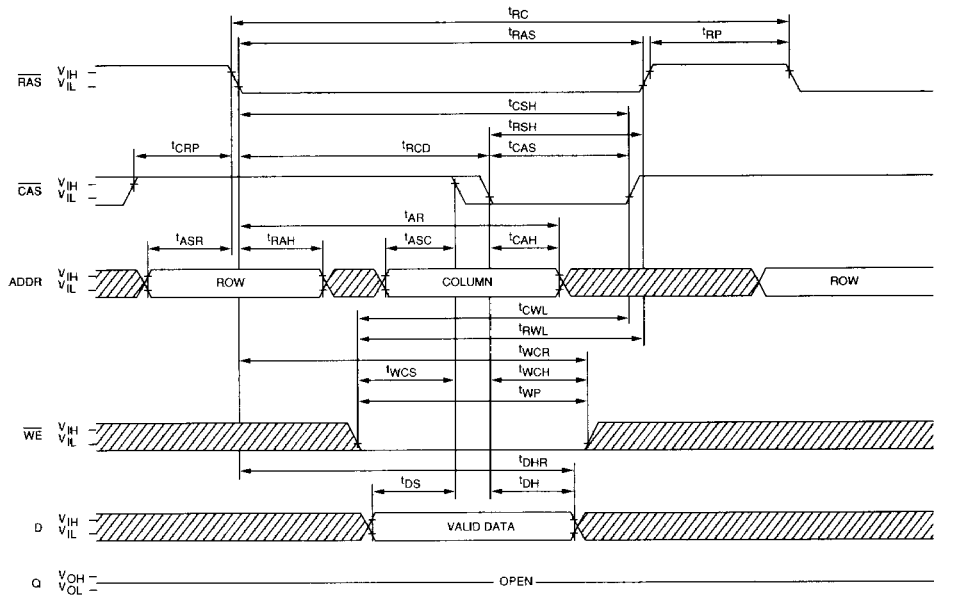 tRC
tRAS tRP
RAS VIH
VIL
tCSH
tRSH
tCRP tRCD tCAS
CAS VIH
VIL
tAR
tASR tRAH tASC tCAH
ADDR VIH
VIL
ROW COLUMN ROW
tCWL
tRWL
tWCR
tWCS tWCH
tWP
WE VIH
VIL
tDHR
tDS tDH
D VIH
VIL
VALID DATA
Q VOH
VOL
OPEN